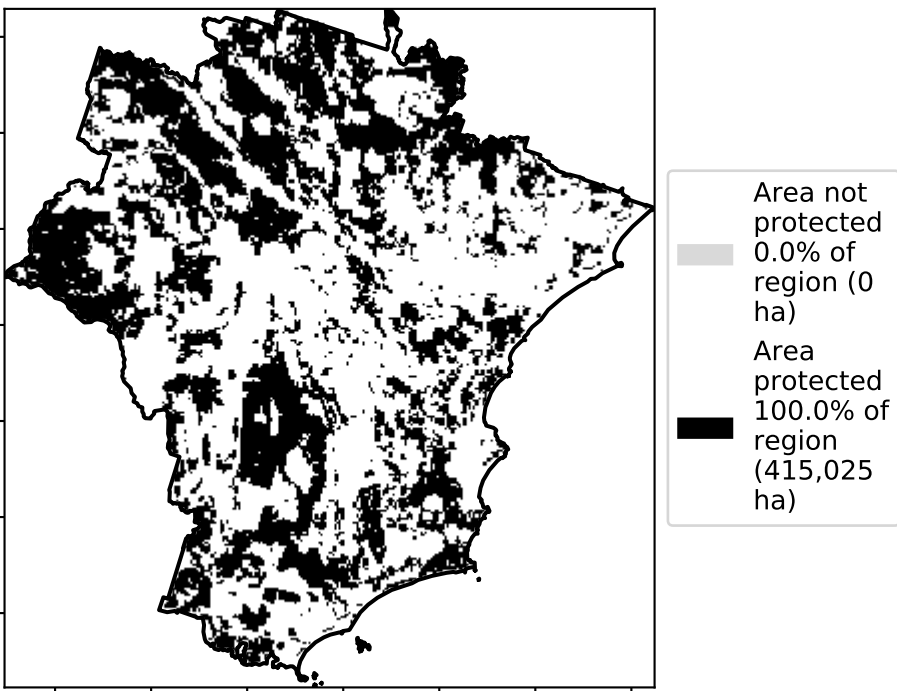 Area not
protected
0.0% of
region (0
ha)
Area
protected
100.0% of
region
(415,025
ha)